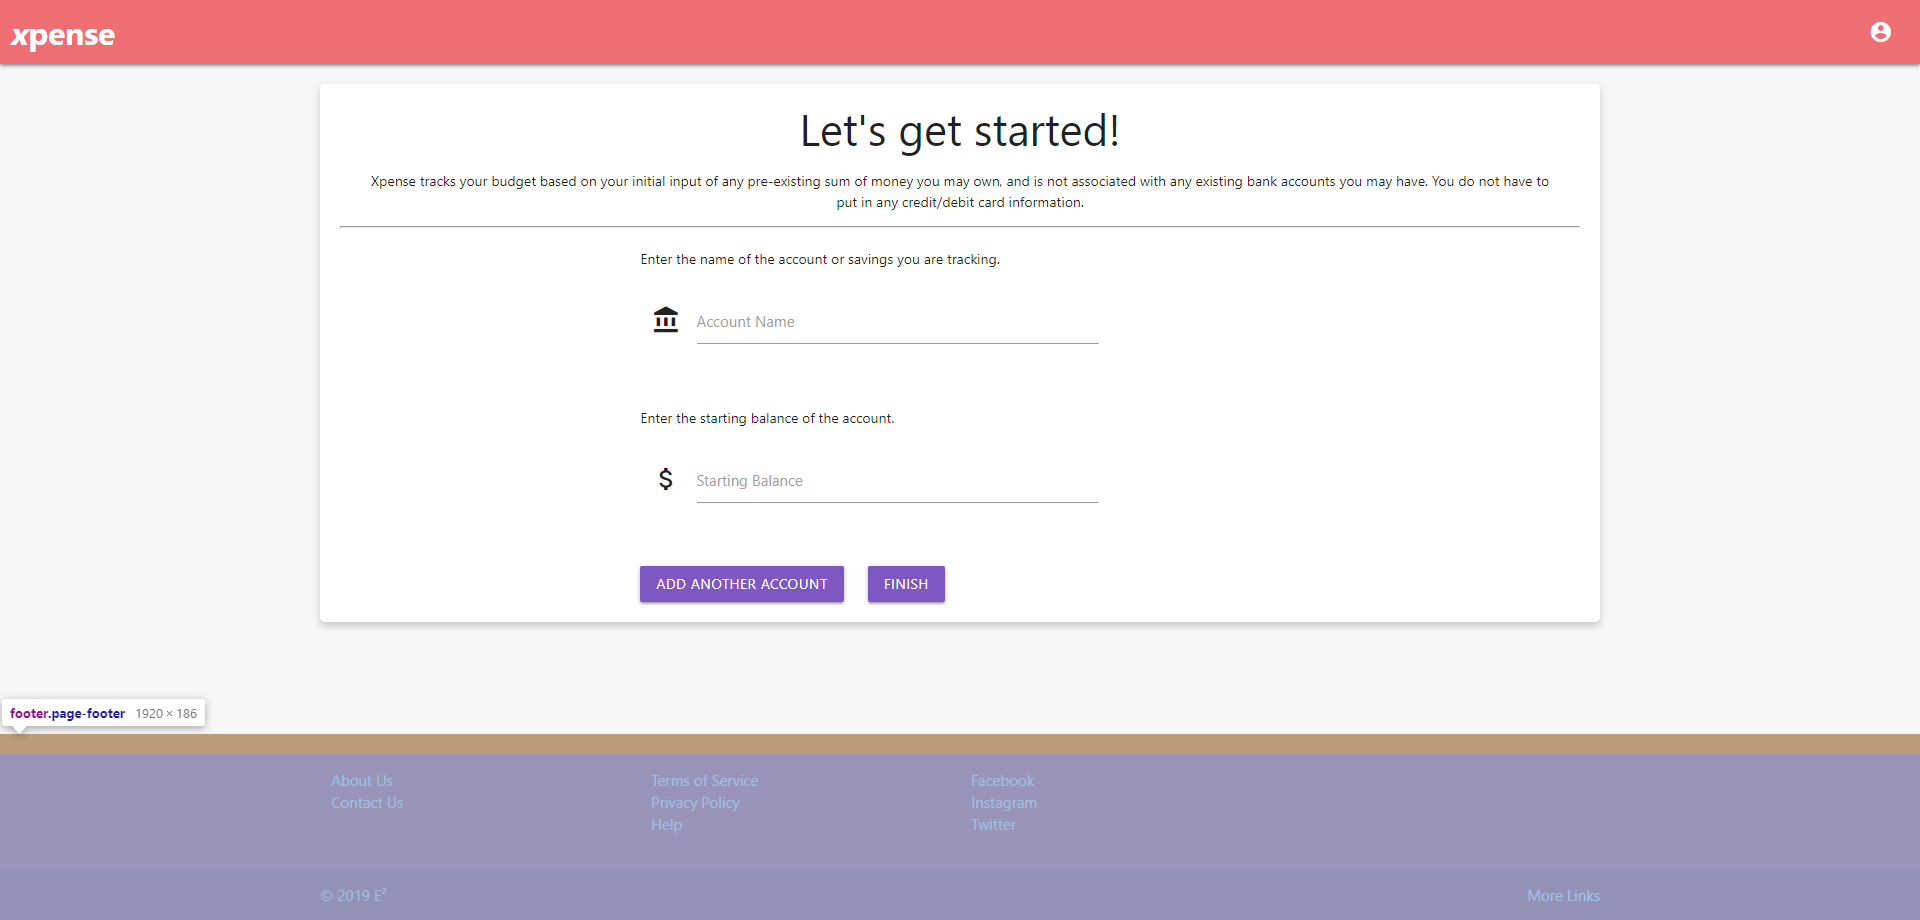 xpense
Let's get started!
Xpense tracks your budget based on your initial input of any pre-existing sum of money you may own, and is not associated with any existing bank accounts you may have. You do not have to
put in any credit/debit card information.
Enter the name of the account or savings you are tracking.
Account Name
Enter the starting balance of the account.
$ Starting Balance
ADD ANOTHER ACCOUNT FINISH
footer.page-footer 1920 × 186
About Us Terms of Service Facebook
Contact Us Privacy Policy Instagram
Help Twitter
© 2019 E² More Links